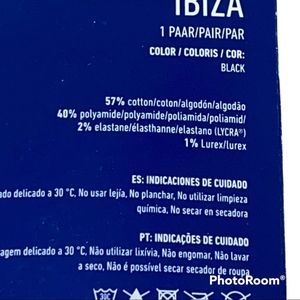 IBIZA
1 PAAR/PAIR/PAR
COLOR / COLORIS / COR:
BLACK
57% cotton/coton/algodón/algodão
40% polyamide/polyamide/poliamida/poliamid/
2% elastane/élasthanne/elastano (LYCRA®)
1% Lurex/lurex
ES: INDICACIONES DE CUIDADO
delicado a 30 °C, No usar lejía, No planchar, No utilizar limpieza
química, No secar en secadora
PT: INDICAÇÕES DE CUIDADO
delicado a 30 °C, Não utilizar lixívia, Não engomar, Não lavar
a seco, Não é possível secar secador de roupa
PhotoRoom®